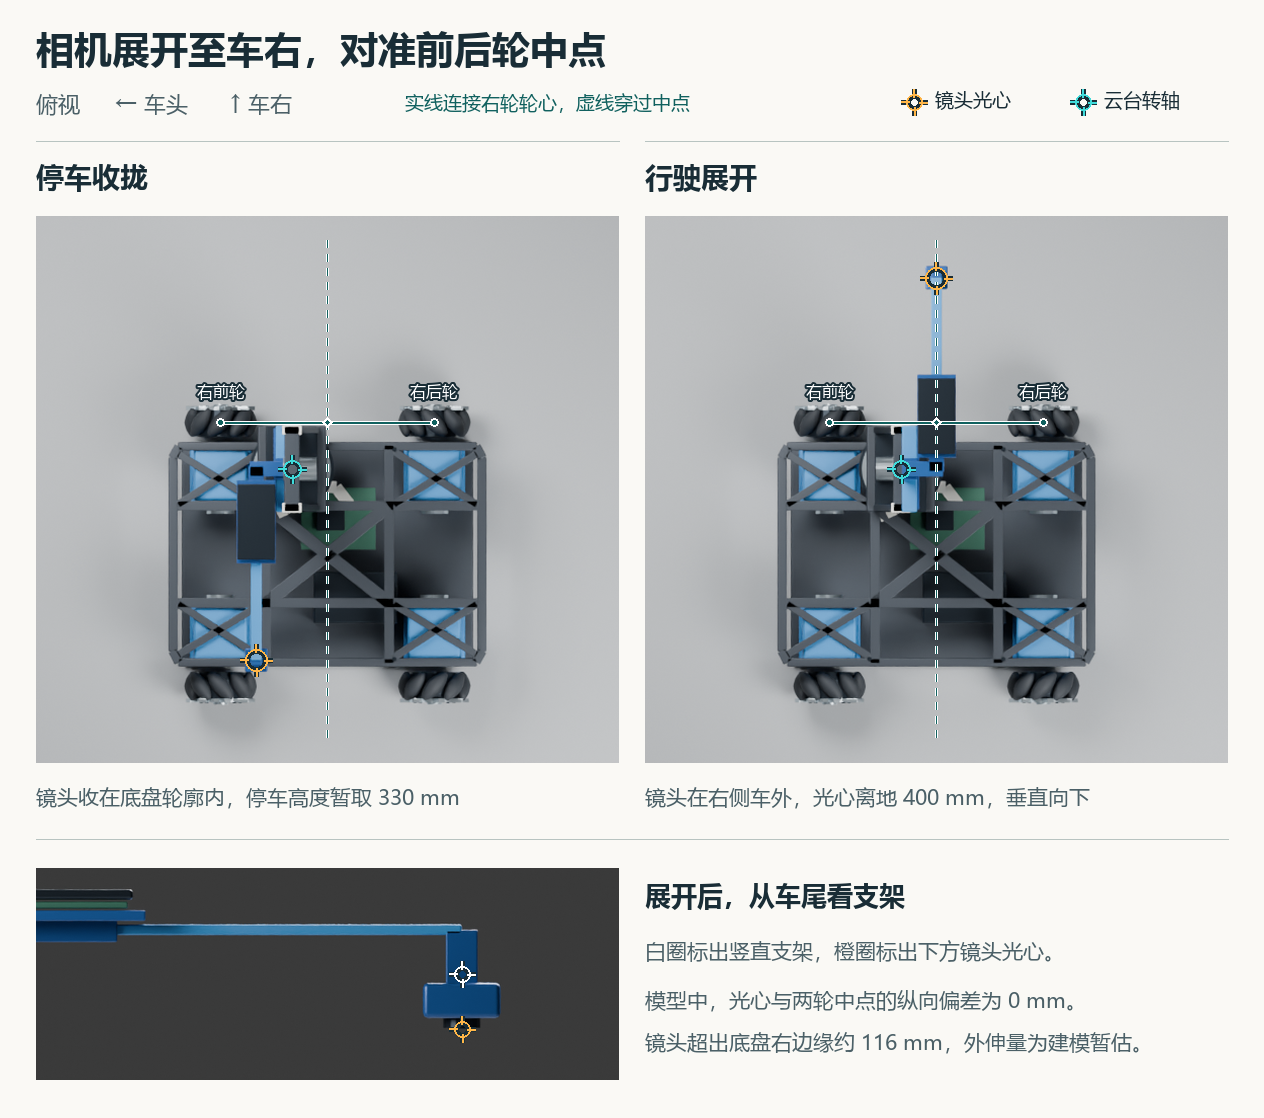 相机展开至车右，对准前后轮中点
俯视 ← 车头 ↑ 车右 实线连接右轮轮心，虚线穿过中点 镜头光心 云台转轴
停车收拢
行驶展开
右前轮 右后轮
右前轮 右后轮
镜头收在底盘轮廓内，停车高度暂取 330 mm
镜头在右侧车外，光心离地 400 mm，垂直向下
展开后，从车尾看支架
白圈标出竖直支架，橙圈标出下方镜头光心。
模型中，光心与两轮中点的纵向偏差为 0 mm。
镜头超出底盘右边缘约 116 mm，外伸量为建模暂估。